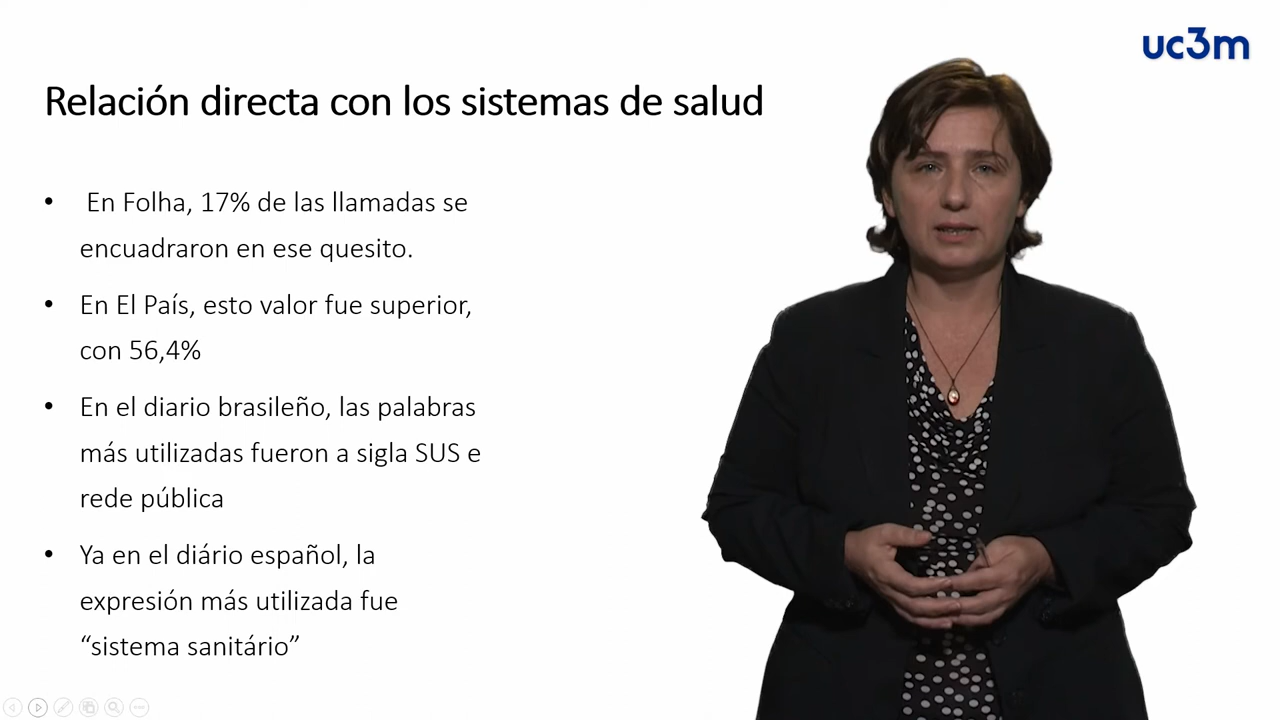 uc3m
Relación directa con los sistemas de salud
• En Folha, 17% de las llamadas se
encuadraron en ese quesito.
• En El País, esto valor fue superior,
con 56,4%
• En el diario brasileño, las palabras
más utilizadas fueron a sigla SUS e
rede pública
• Ya en el diário español, la
expresión más utilizada fue
“sistema sanitário”